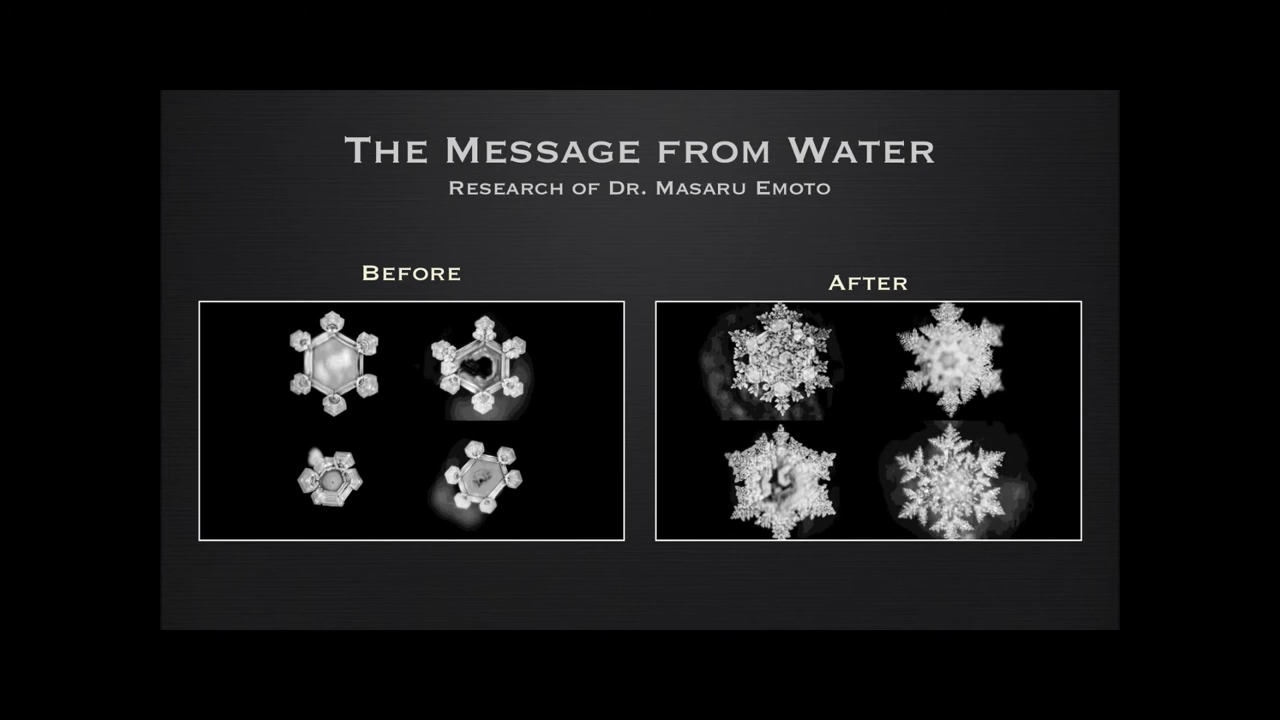 The Message from Water
Research of Dr. Masaru Emoto
Before
After